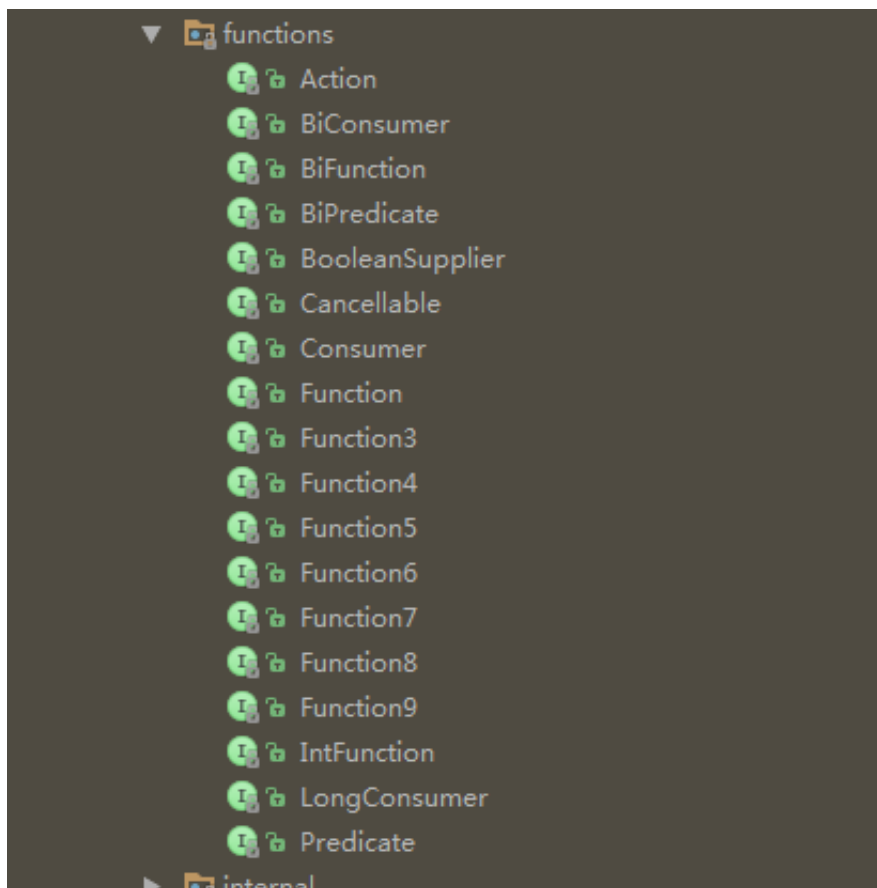 functions
Action
BiConsumer
BiFunction
BiPredicate
BooleanSupplier
Cancellable
Consumer
Function
Function3
Function4
Function5
Function6
Function7
Function8
Function9
IntFunction
LongConsumer
Predicate
internal